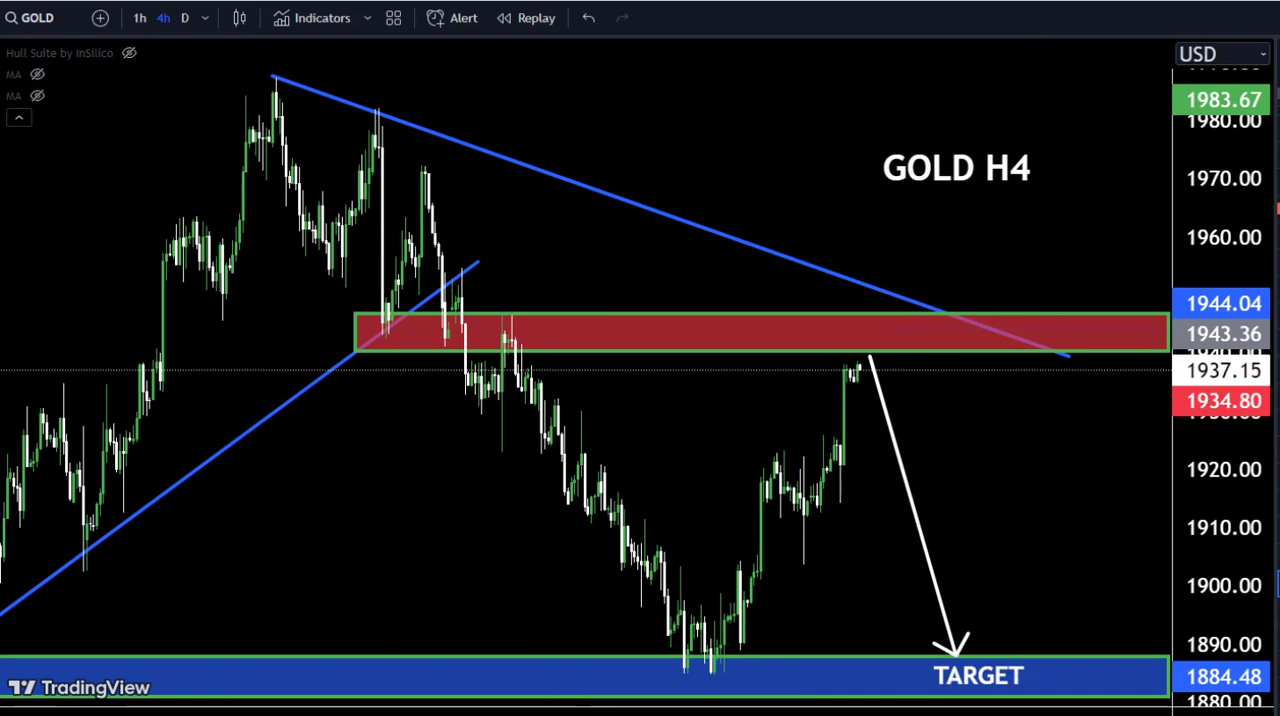 GOLD
1h
4h
D
Indicators
Alert
Replay
Hull Suite by InSilico
MA
MA
USD
1983.67
1980.00
1970.00
GOLD H4
1960.00
1944.04
1943.36
1937.15
1934.80
1920.00
1910.00
1900.00
1890.00
TARGET
1884.48
1880.00
TradingView